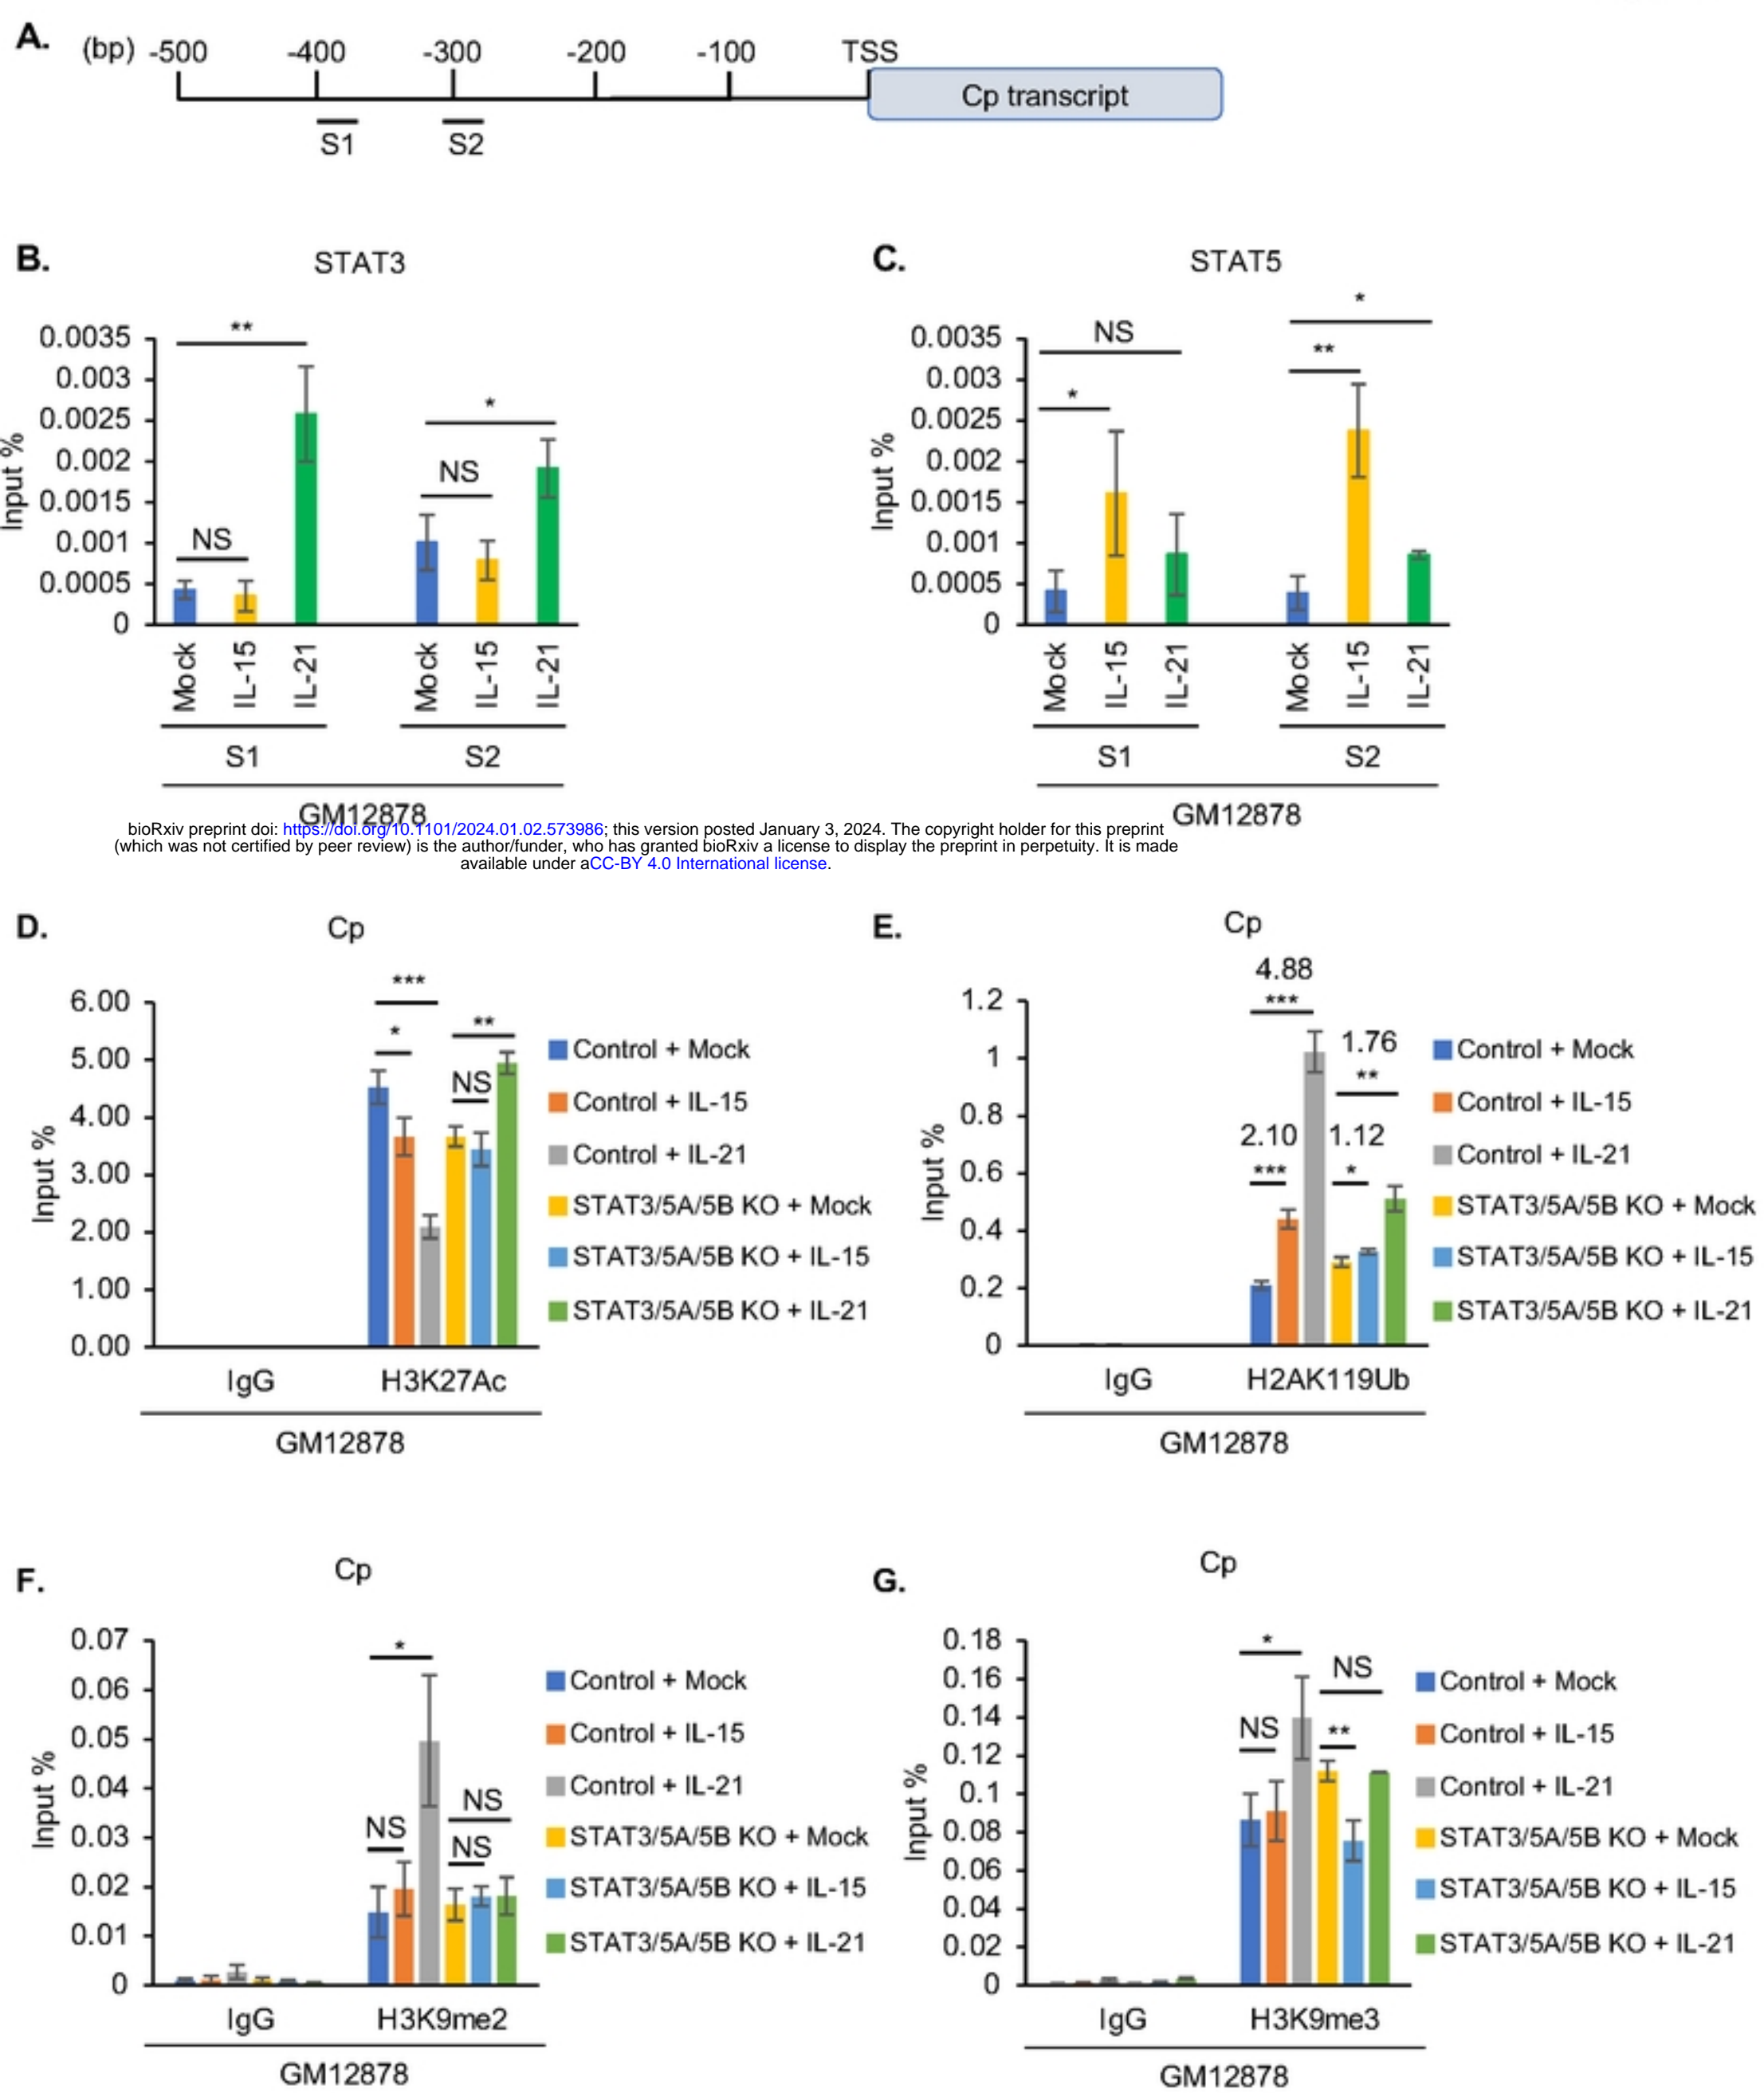 A.
(bp) -500 -400 -300 -200 -100 TSS
Cp transcript
S1 S2
B.
STAT3
**
*
NS
NS
Input %
0.0035
0.003
0.0025
0.002
0.0015
0.001
0.0005
0
Mock IL-15 IL-21 Mock IL-15 IL-21
S1 S2
GM12878
C.
STAT5
*
NS
**
*
Input %
0.0035
0.003
0.0025
0.002
0.0015
0.001
0.0005
0
Mock IL-15 IL-21 Mock IL-15 IL-21
S1 S2
GM12878
bioRxiv preprint doi: https://doi.org/10.1101/2024.01.02.573986; this version posted January 3, 2024. The copyright holder for this preprint
(which was not certified by peer review) is the author/funder, who has granted bioRxiv a license to display the preprint in perpetuity. It is made
available under aCC-BY 4.0 International license.
D.
Cp
***
*
**
NS
Input %
6.00
5.00
4.00
3.00
2.00
1.00
0.00
IgG H3K27Ac
GM12878
Control + Mock
Control + IL-15
Control + IL-21
STAT3/5A/5B KO + Mock
STAT3/5A/5B KO + IL-15
STAT3/5A/5B KO + IL-21
E.
Cp
4.88
***
1.76
**
2.10 1.12
*** *
Input %
1.2
1
0.8
0.6
0.4
0.2
0
IgG H2AK119Ub
GM12878
Control + Mock
Control + IL-15
Control + IL-21
STAT3/5A/5B KO + Mock
STAT3/5A/5B KO + IL-15
STAT3/5A/5B KO + IL-21
F.
Cp
*
NS
NS
NS
Input %
0.07
0.06
0.05
0.04
0.03
0.02
0.01
0
IgG H3K9me2
GM12878
Control + Mock
Control + IL-15
Control + IL-21
STAT3/5A/5B KO + Mock
STAT3/5A/5B KO + IL-15
STAT3/5A/5B KO + IL-21
G.
Cp
*
NS
NS
**
Input %
0.18
0.16
0.14
0.12
0.1
0.08
0.06
0.04
0.02
0
IgG H3K9me3
GM12878
Control + Mock
Control + IL-15
Control + IL-21
STAT3/5A/5B KO + Mock
STAT3/5A/5B KO + IL-15
STAT3/5A/5B KO + IL-21